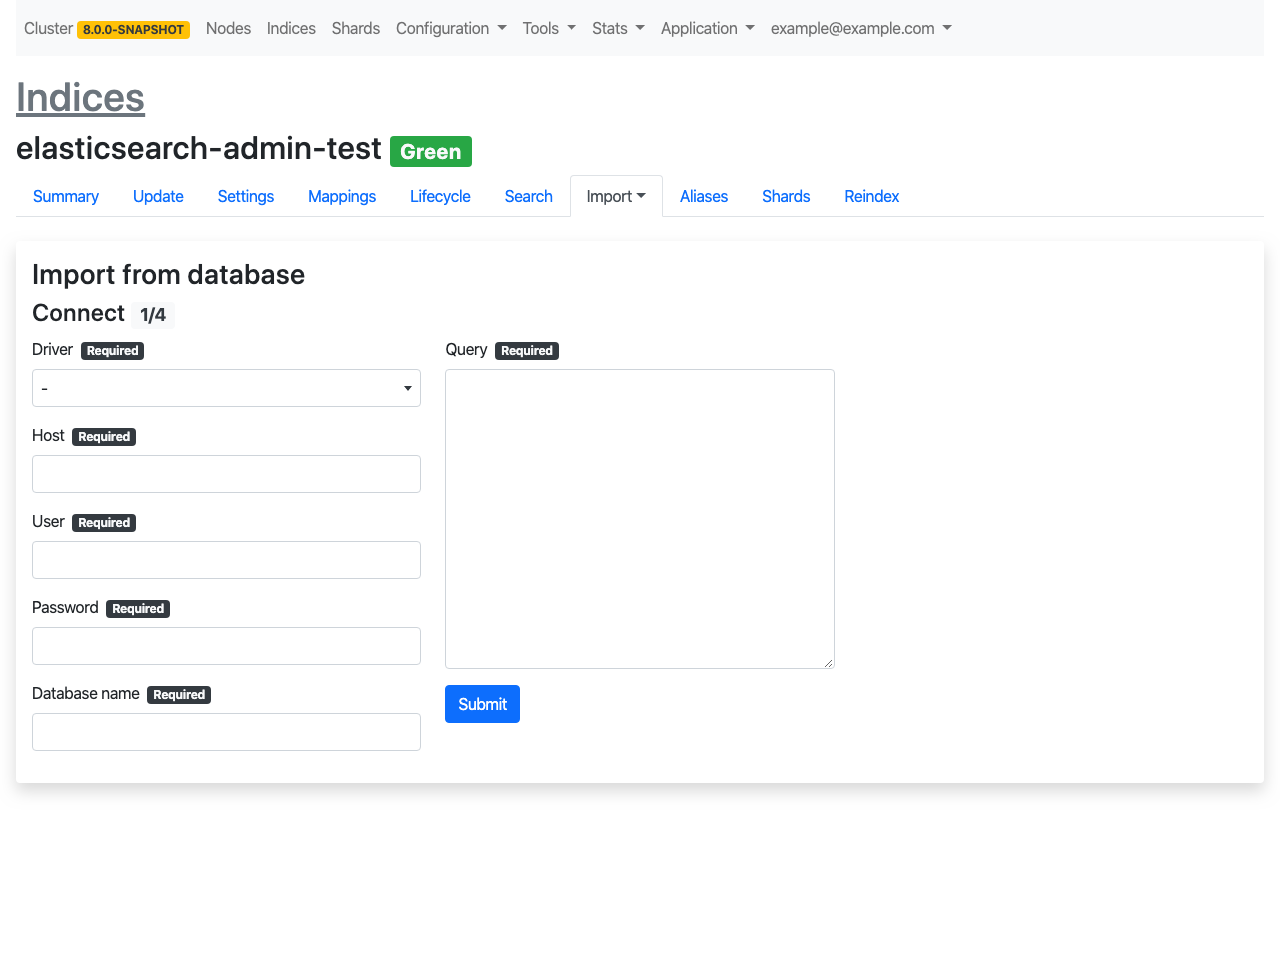 Cluster 8.0.0-SNAPSHOT Nodes Indices Shards Configuration Tools Stats Application example@example.com
Indices
elasticsearch-admin-test Green
Summary Update Settings Mappings Lifecycle Search Import Aliases Shards Reindex
Import from database
Connect 1/4
Driver Required
-
Host Required
User Required
Password Required
Database name Required
Query Required
Submit